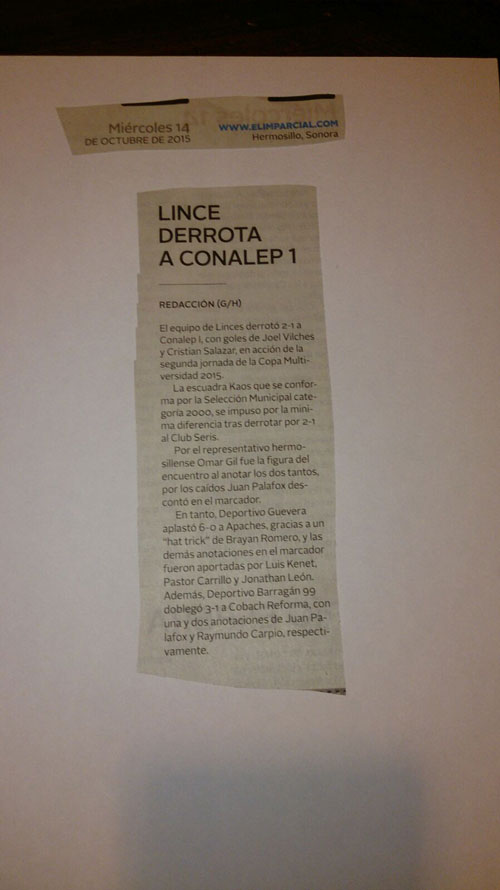 Miércoles 14
DE OCTUBRE DE 2015
WWW.ELIMPARCIAL.COM
Hermosillo, Sonora
LINCE
DERROTA
A CONALEP 1
REDACCIÓN (G/H)
El equipo de Linces derrotó 2-1 a
Conalep I, con goles de Joel Vilches
y Cristian Salazar, en acción de la
segunda jornada de la Copa Multi-
versidad 2015.
La escuadra Kaos que se confor-
ma por la Selección Municipal cate-
goría 2000, se impuso por la míni-
ma diferencia tras derrotar por 2-1
al Club Seris.
Por el representativo hermo-
sillense Omar Gil fue la figura del
encuentro al anotar los dos tantos,
por los caídos Juan Palafox des-
contó en el marcador.
En tanto, Deportivo Guevera
aplastó 6-0 a Apaches, gracias a un
"hat trick" de Brayan Romero, y las
demás anotaciones en el marcador
fueron aportadas por Luis Kenet,
Pastor Carrillo y Jonathan León.
Además, Deportivo Barragán 99
doblegó 3-1 a Cobach Reforma, con
una y dos anotaciones de Juan Pa-
lafox y Raymundo Carpio, respecti-
vamente.